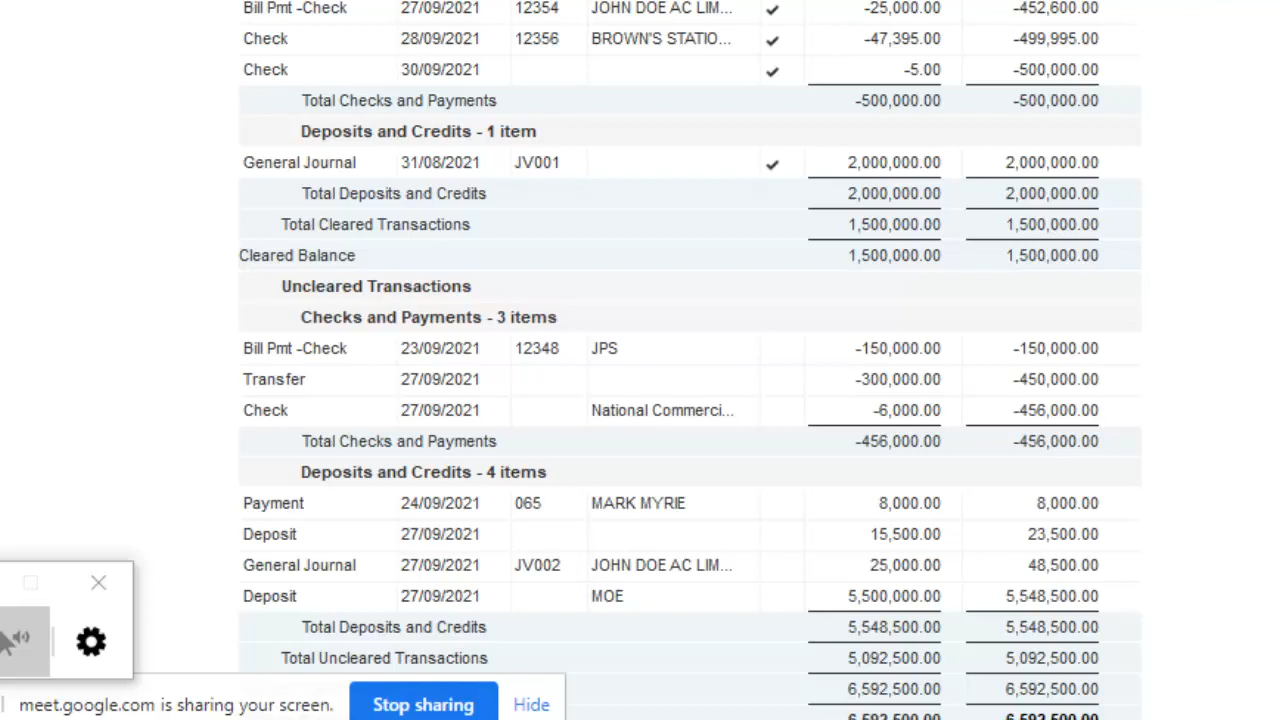 Bill Pmt -Check 27/09/2021 12354 JOHN DOE AC LIM... ✔ -25,000.00 -452,600.00
Check 28/09/2021 12356 BROWN'S STATIO... ✔ -47,395.00 -499,995.00
Check 30/09/2021 ✔ -5.00 -500,000.00
Total Checks and Payments -500,000.00 -500,000.00
Deposits and Credits - 1 item
General Journal 31/08/2021 JV001 ✔ 2,000,000.00 2,000,000.00
Total Deposits and Credits 2,000,000.00 2,000,000.00
Total Cleared Transactions 1,500,000.00 1,500,000.00
Cleared Balance 1,500,000.00 1,500,000.00
Uncleared Transactions
Checks and Payments - 3 items
Bill Pmt -Check 23/09/2021 12348 JPS -150,000.00 -150,000.00
Transfer 27/09/2021 -300,000.00 -450,000.00
Check 27/09/2021 National Commerci... -6,000.00 -456,000.00
Total Checks and Payments -456,000.00 -456,000.00
Deposits and Credits - 4 items
Payment 24/09/2021 065 MARK MYRIE 8,000.00 8,000.00
Deposit 27/09/2021 15,500.00 23,500.00
General Journal 27/09/2021 JV002 JOHN DOE AC LIM... 25,000.00 48,500.00
Deposit 27/09/2021 MOE 5,500,000.00 5,548,500.00
Total Deposits and Credits 5,548,500.00 5,548,500.00
Total Uncleared Transactions 5,092,500.00 5,092,500.00
6,592,500.00 6,592,500.00
6,592,500.00 6,592,500.00
meet.google.com is sharing your screen. Stop sharing Hide